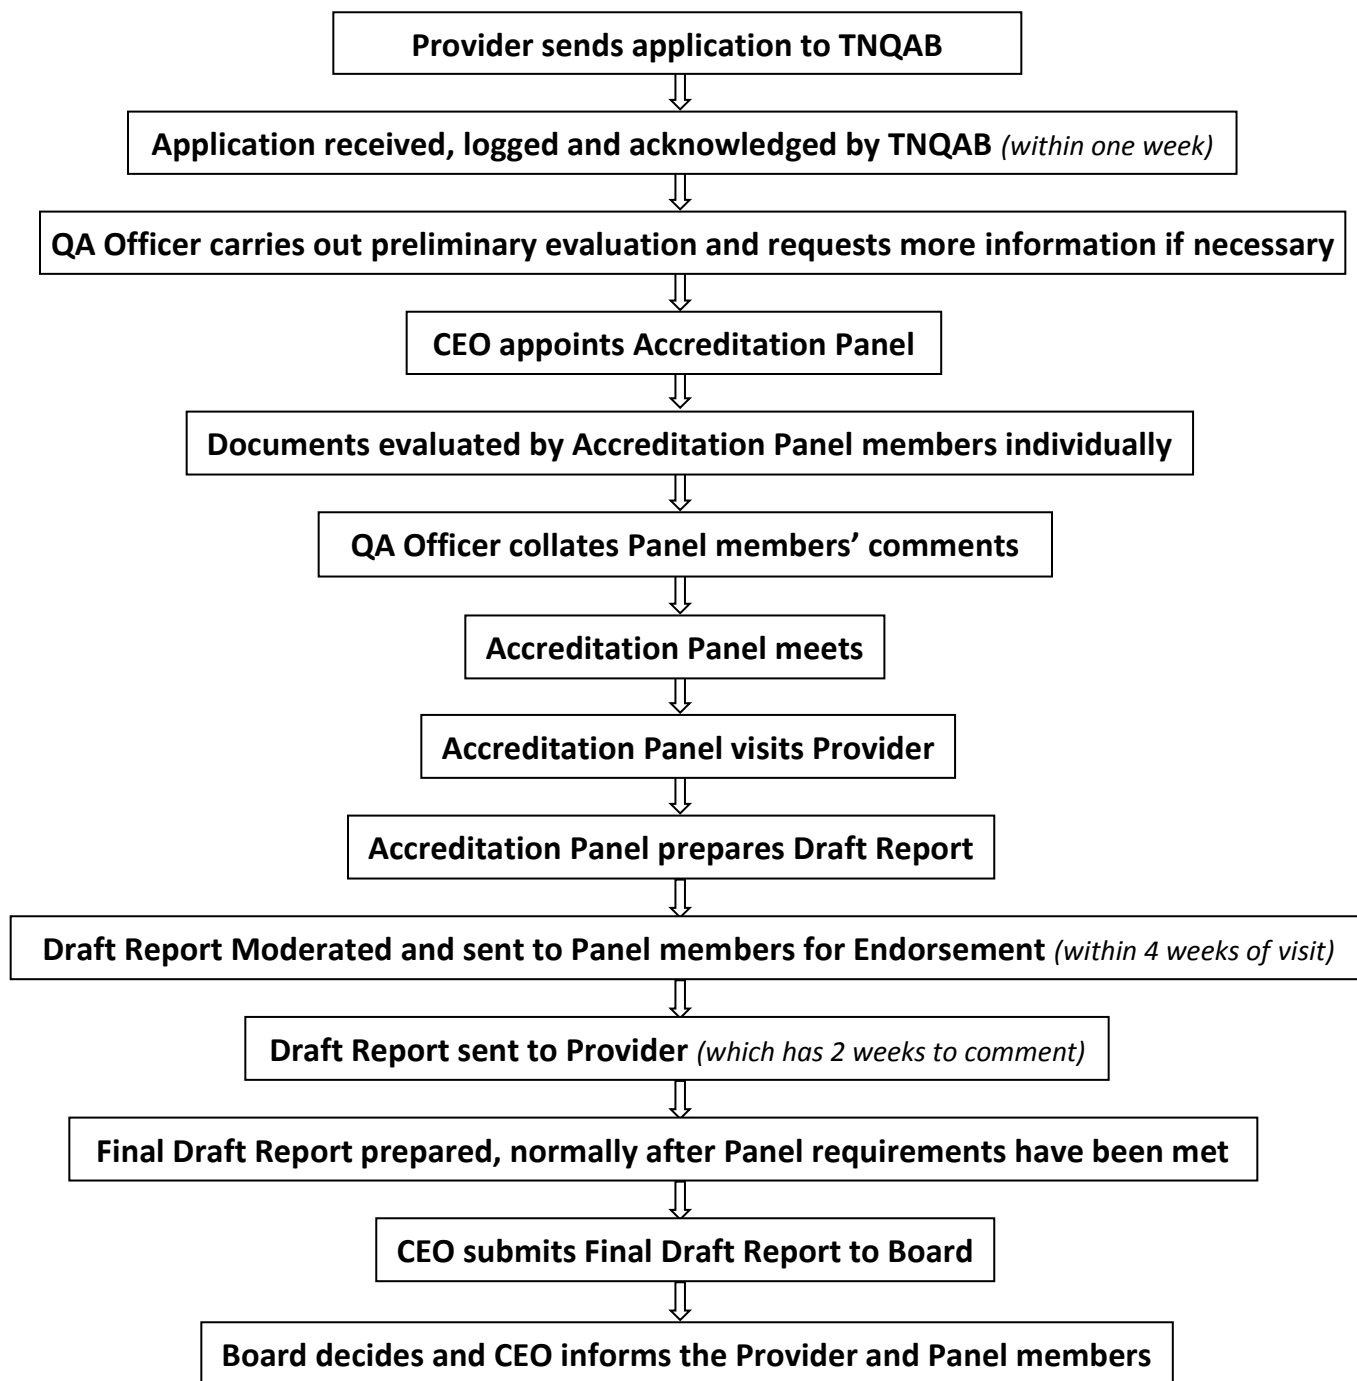 Provider sends application to TNQAB
Application received, logged and acknowledged by TNQAB (within one week)
QA Officer carries out preliminary evaluation and requests more information if necessary
CEO appoints Accreditation Panel
Documents evaluated by Accreditation Panel members individually
QA Officer collates Panel members’ comments
Accreditation Panel meets
Accreditation Panel visits Provider
Accreditation Panel prepares Draft Report
Draft Report Moderated and sent to Panel members for Endorsement (within 4 weeks of visit)
Draft Report sent to Provider (which has 2 weeks to comment)
Final Draft Report prepared, normally after Panel requirements have been met
CEO submits Final Draft Report to Board
Board decides and CEO informs the Provider and Panel members